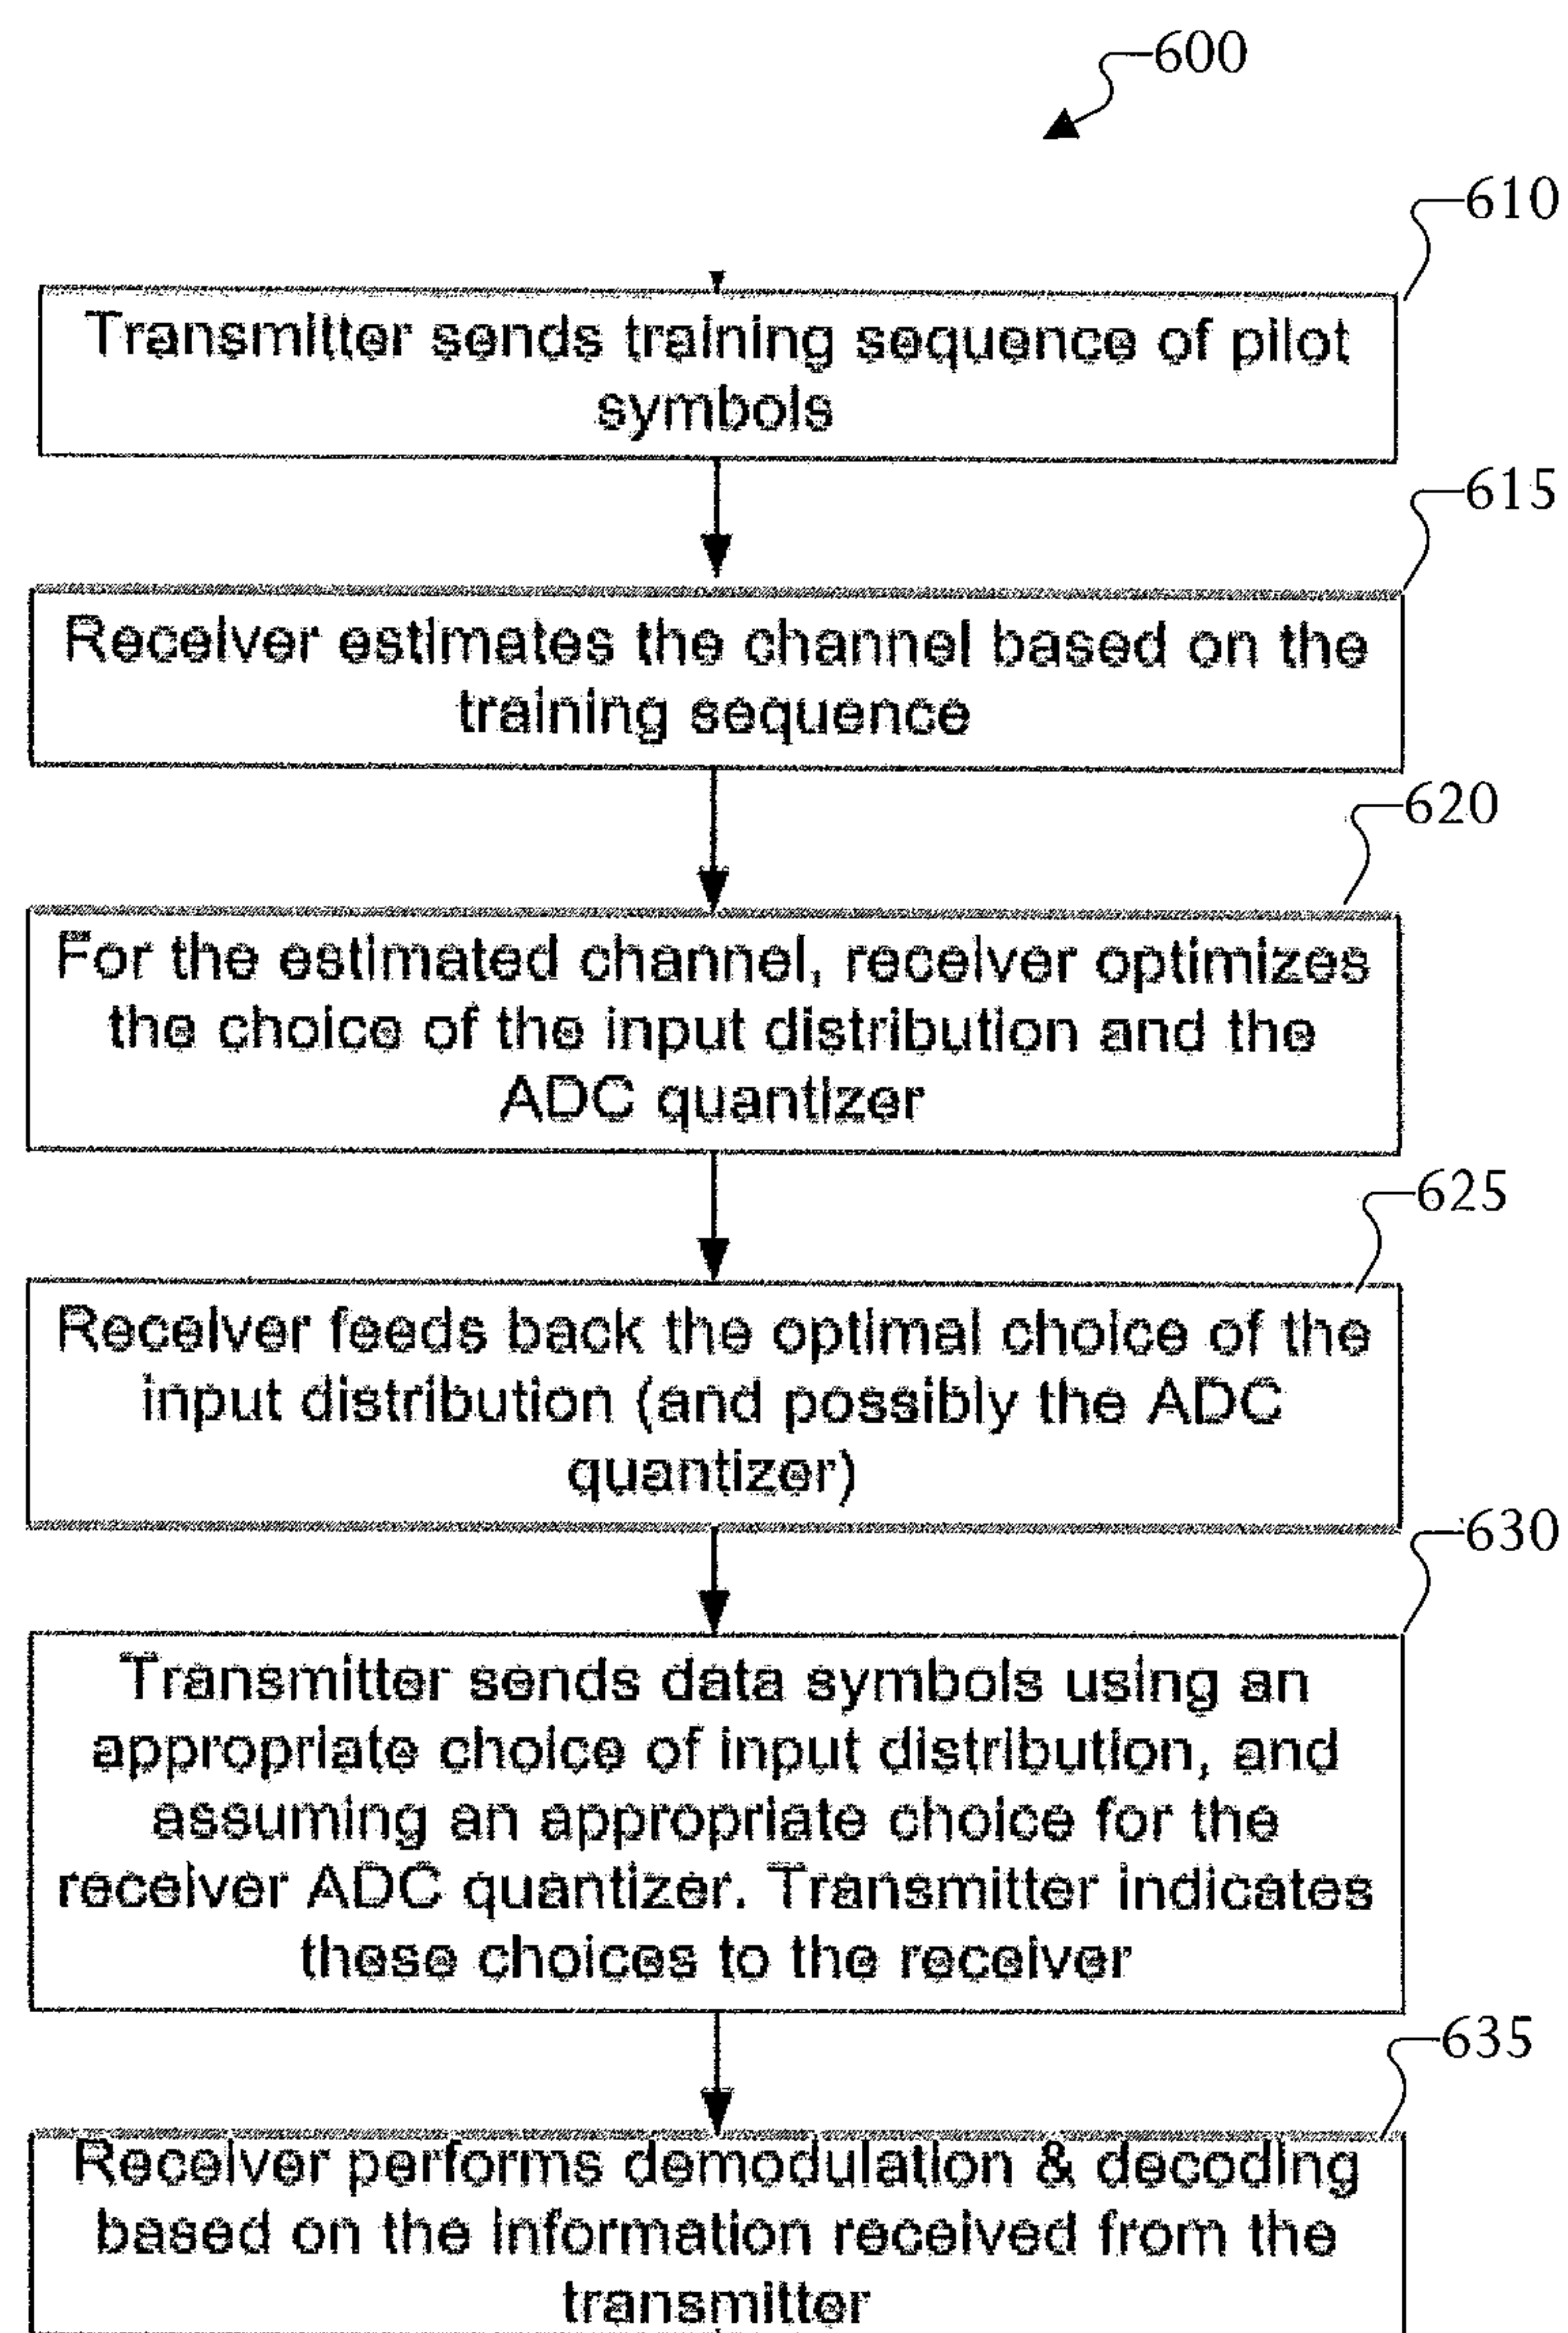 600
610
Transmitter sends training sequence of pilot
symbols
615
Receiver estimates the channel based on the
training sequence
620
For the estimated channel, receiver optimizes
the choice of the input distribution and the
ADC quantizer
625
Receiver feeds back the optimal choice of the
input distribution (and possibly the ADC
quantizer)
630
Transmitter sends data symbols using an
appropriate choice of input distribution, and
assuming an appropriate choice for the
receiver ADC quantizer. Transmitter indicates
these choices to the receiver
635
Receiver performs demodulation & decoding
based on the information received from the
transmitter